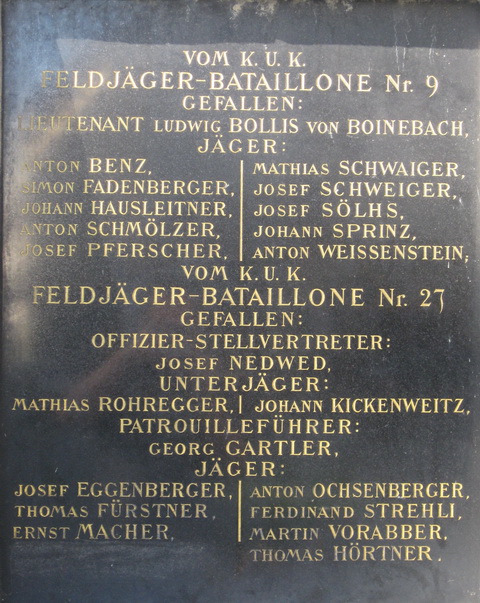 VOM K. U. K.
FELDJÄGER-BATAILLONE Nr. 9
GEFALLEN:
LIEUTENANT LUDWIG BOLLIS VON BOINEBACH,
JÄGER:
ANTON BENZ,
SIMON FADENBERGER,
JOHANN HAUSLEITNER,
ANTON SCHMÖLZER,
JOSEF PFERSCHER,
MATHIAS SCHWAIGER,
JOSEF SCHWEIGER,
JOSEF SÖLHS,
JOHANN SPRINZ,
ANTON WEISSENSTEIN;
VOM K. U. K.
FELDJÄGER-BATAILLONE Nr. 27
GEFALLEN:
OFFIZIER-STELLVERTRETER:
JOSEF NEDWED,
UNTERJÄGER:
MATHIAS ROHREGGER, JOHANN KICKENWEITZ,
PATROUILLEFÜHRER:
GEORG GARTLER,
JÄGER:
JOSEF EGGENBERGER,
THOMAS FÜRSTNER,
ERNST MACHER,
ANTON OCHSENBERGER,
FERDINAND STREHLI,
MARTIN VORABBER,
THOMAS HÖRTNER.